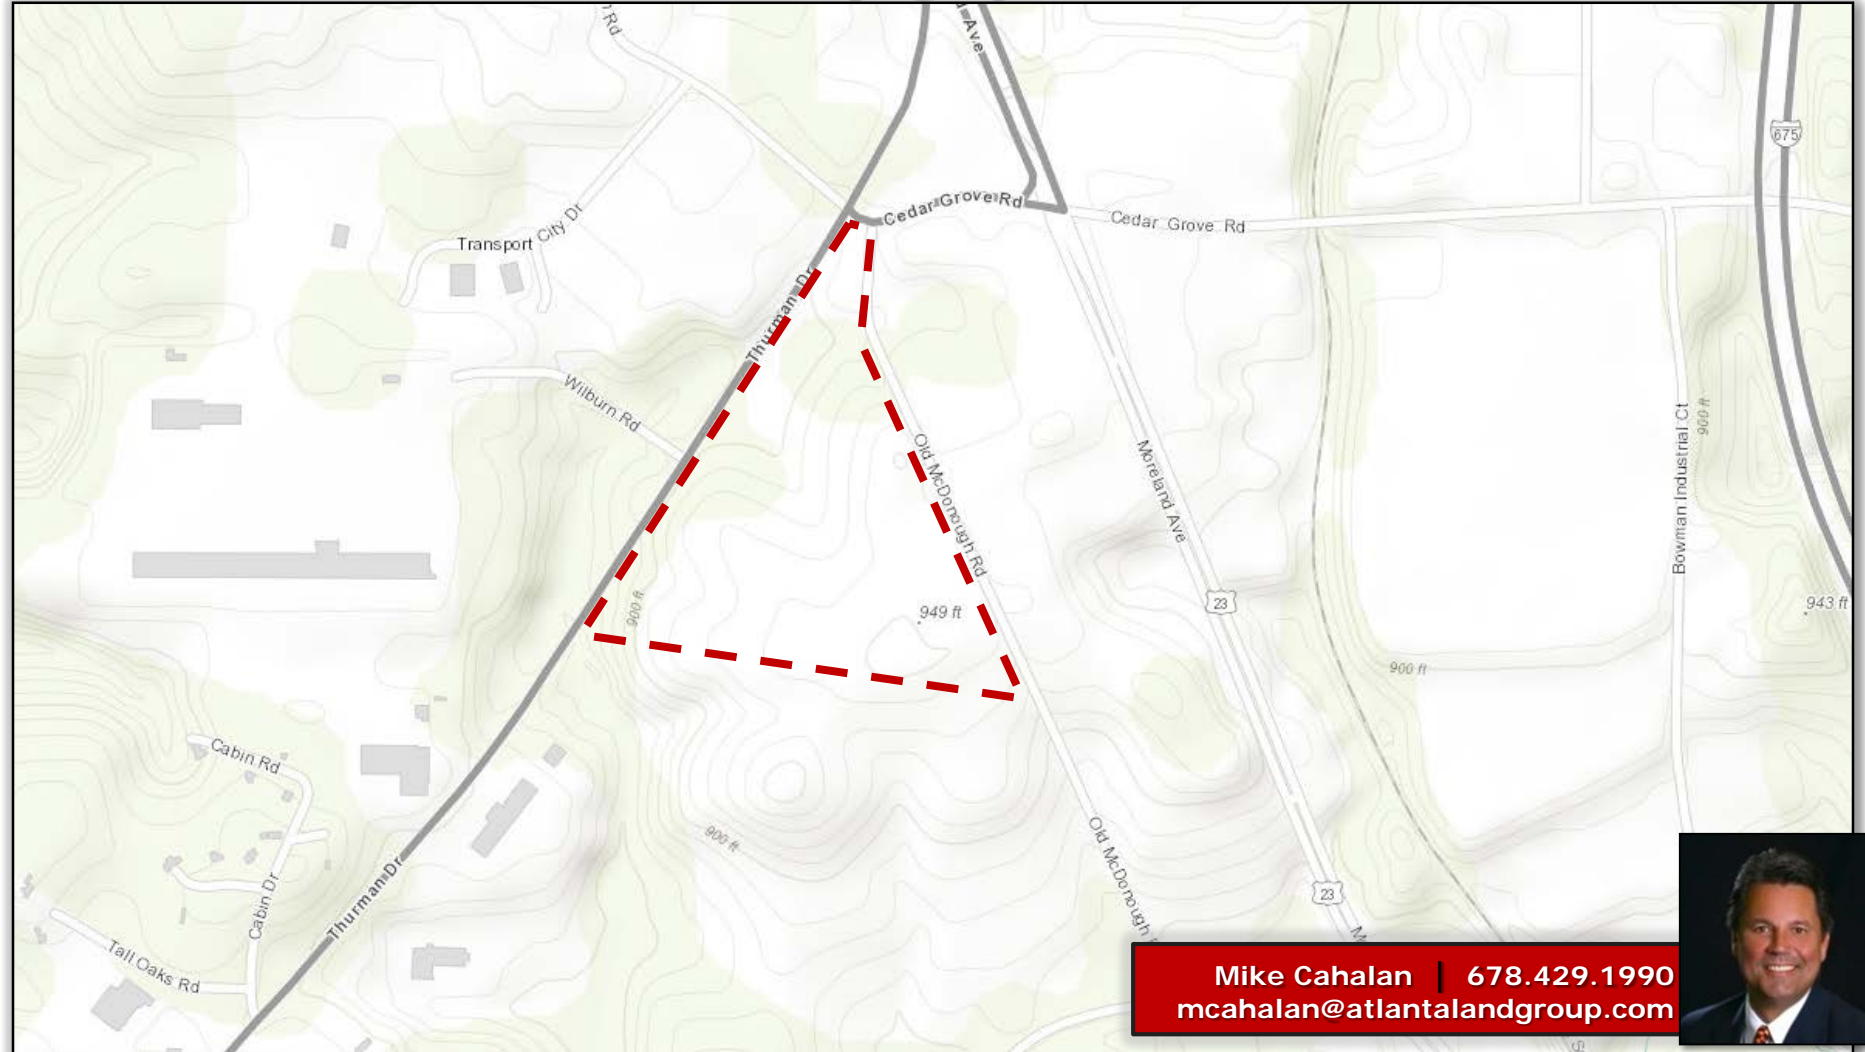 Rd
Ave
675
Cedar Grove Rd
Cedar Grove Rd
Transport City Dr
Thurman Dr
Wilburn Rd
Old McDonough Rd
Moreland Ave
Bowman Industrial Ct
900 ft
23
900 ft
949 ft
943 ft
900 ft
Cabin Rd
900 ft
Old McDonough
23
Thurman Dr
Cabin Dr
Tall Oaks Rd
Mike Cahalan | 678.429.1990
mcahalan@atlantalandgroup.com